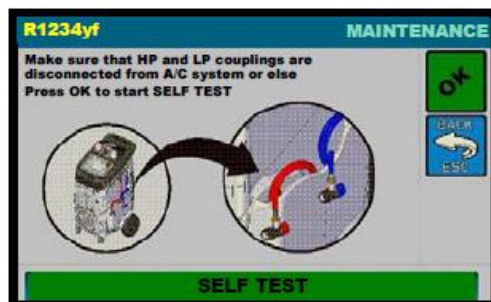 R1234yf
MAINTENANCE
Make sure that HP and LP couplings are
disconnected from A/C system or else
Press OK to start SELF TEST
OK
BACK
ESC
SELF TEST